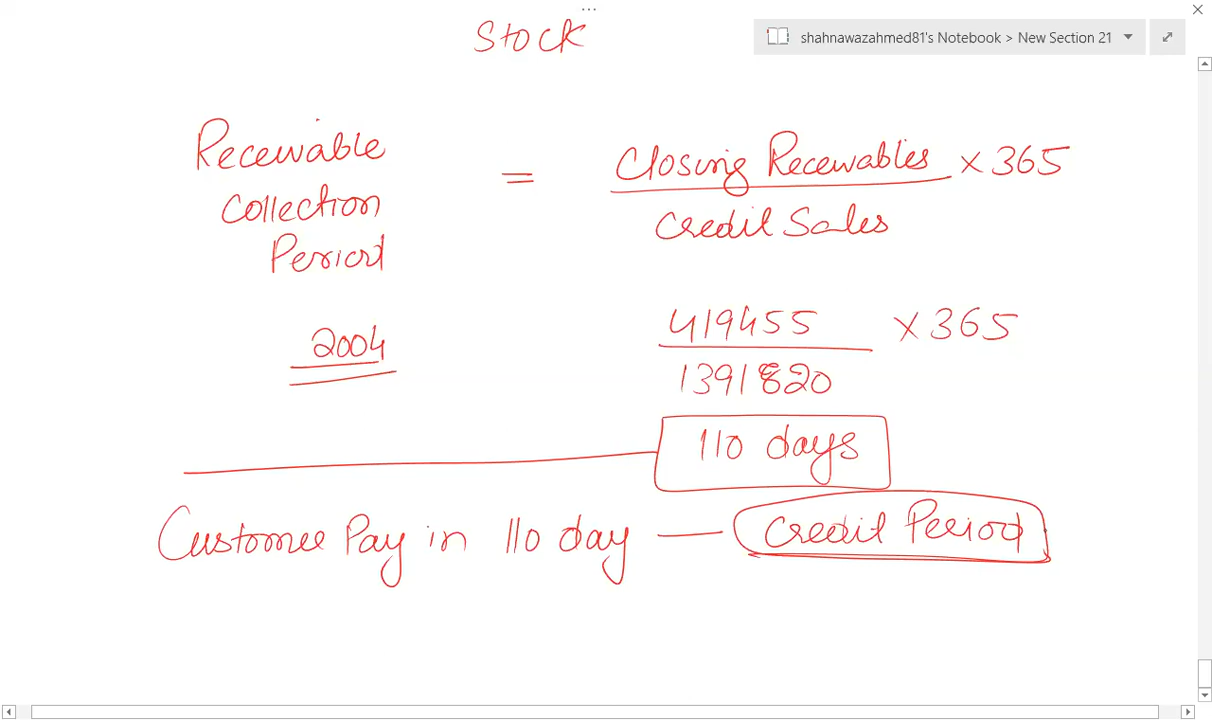 ...
Stock
shahnawazahmed81's Notebook > New Section 21
Receivable
Collection
Period
=
Closing Receivables × 365
Credit Sales
2004
419455 × 365
1391820
110 days
Customer Pay in 110 day — Credit Period